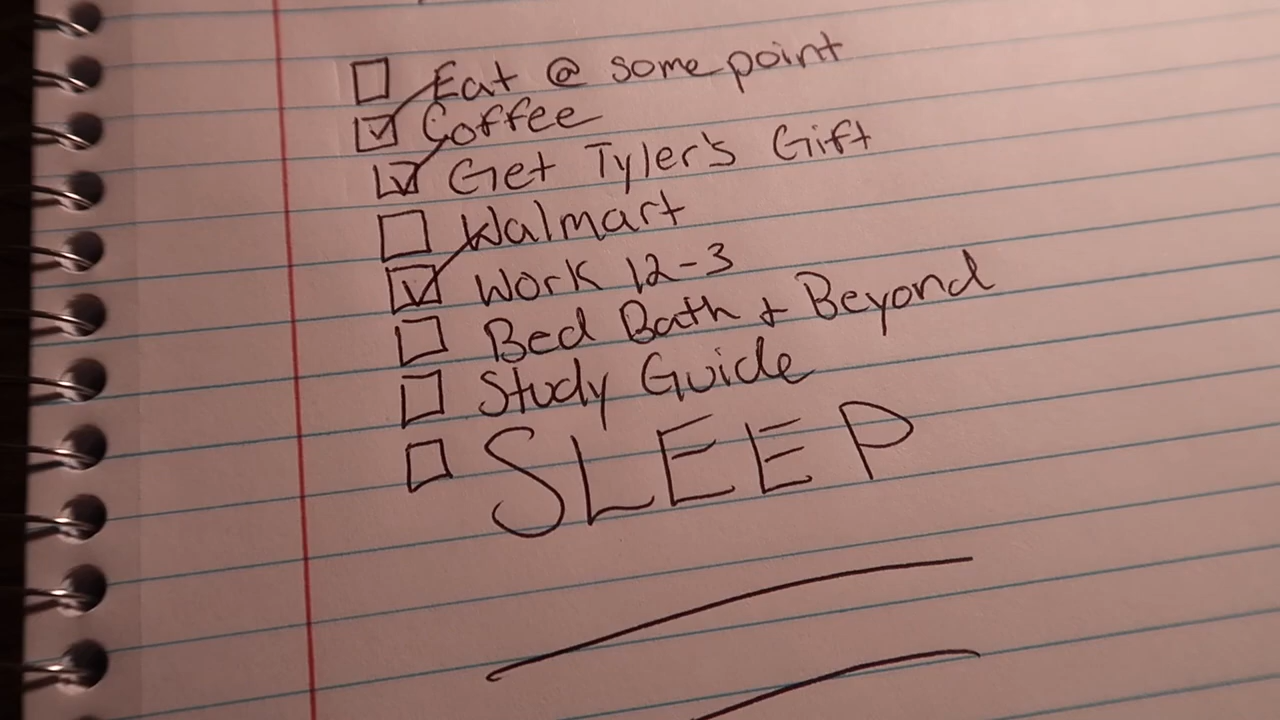 ☐ Eat @ some point
☑ Coffee
☑ Get Tyler's Gift
☐ Walmart
☑ Work 12-3
☐ Bed Bath + Beyond
☐ Study Guide
☐ SLEEP